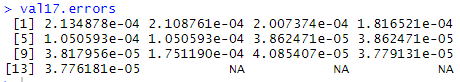 > val17.errors
[1] 2.134878e-04 2.108761e-04 2.007374e-04 1.816521e-04
[5] 1.050593e-04 1.050593e-04 3.862471e-05 3.862471e-05
[9] 3.817956e-05 1.751190e-04 4.085407e-05 3.779131e-05
[13] 3.776181e-05 NA NA NA